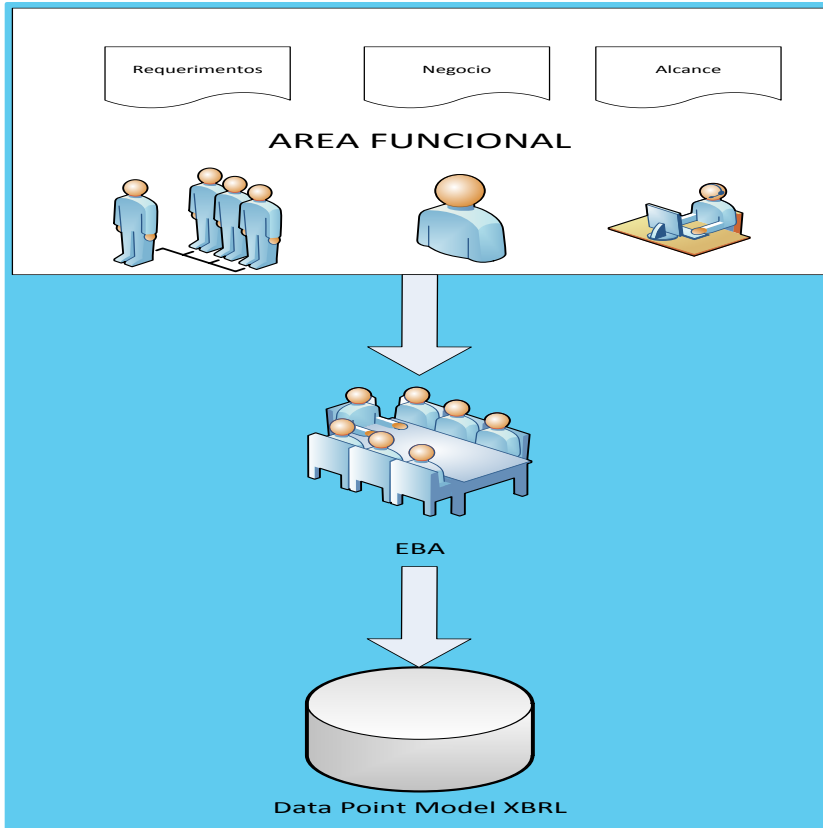 Requerimentos
Negocio
Alcance
AREA FUNCIONAL
EBA
Data Point Model XBRL